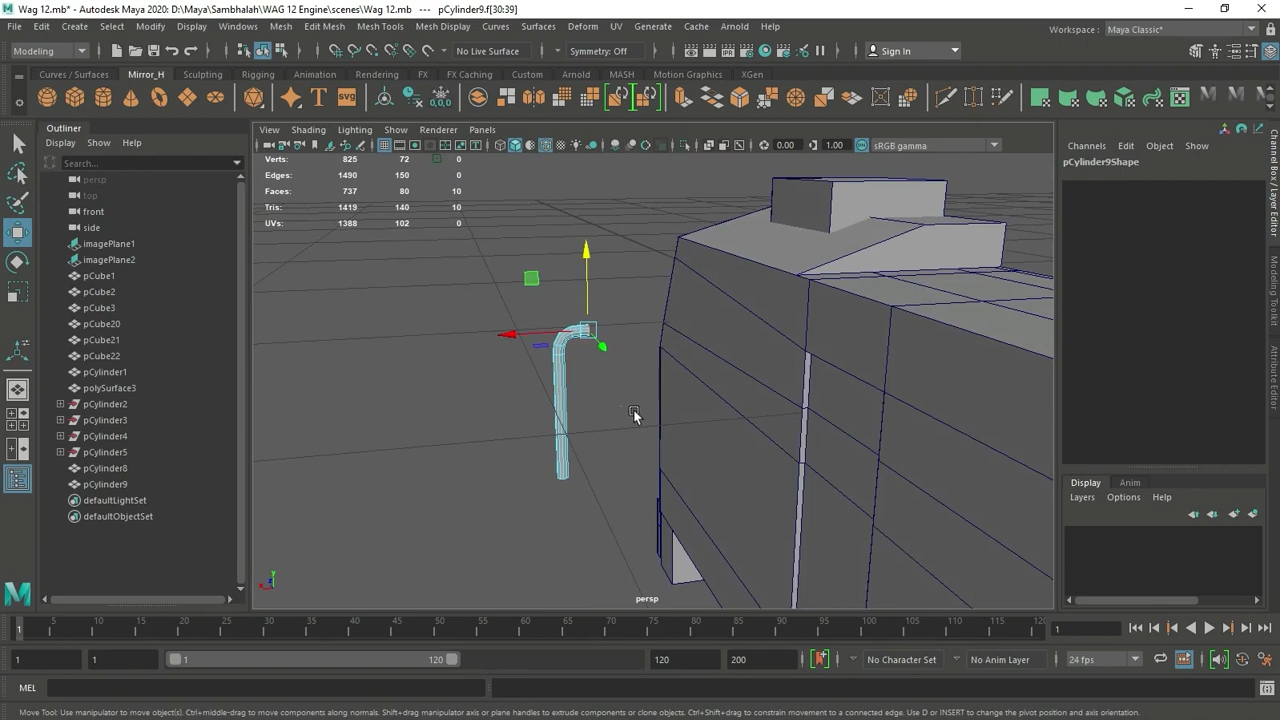 Wag 12.mb* - Autodesk Maya 2020: D:\Maya\Sambhalah\WAG 12 Engine\scenes\Wag 12.mb --- pCylinder9.f[30:39]
File Edit Create Select Modify Display Windows Mesh Edit Mesh Mesh Tools Mesh Display Curves Surfaces Deform UV Generate Cache Arnold Help
Workspace: Maya Classic*
Modeling No Live Surface Symmetry: Off Sign In
Curves / Surfaces Mirror_H Sculpting Rigging Animation Rendering FX FX Caching Custom Arnold MASH Motion Graphics XGen
Outliner
Display Show Help
Search...
persp
top
front
side
imagePlane1
imagePlane2
pCube1
pCube2
pCube3
pCube20
pCube21
pCube22
pCylinder1
polySurface3
pCylinder2
pCylinder3
pCylinder4
pCylinder5
pCylinder8
pCylinder9
defaultLightSet
defaultObjectSet
View Shading Lighting Show Renderer Panels
0.00 1.00 sRGB gamma
Verts: 825 72 0
Edges: 1490 150 0
Faces: 737 80 10
Tris: 1419 140 10
UVs: 1388 102 0
persp
Channels Edit Object Show
pCylinder9Shape
Display Anim
Layers Options Help
Channel Box / Layer Editor
Modeling Toolkit
Attribute Editor
1 5 10 15 20 25 30 35 40 45 50 55 60 65 70 75 80 85 90 95 100 105 110 115 120 1
1 1 1 120 120 200 No Character Set No Anim Layer 24 fps
MEL
Move Tool: Use manipulator to move object(s). Ctrl+middle-drag to move components along normals. Shift+drag manipulator axis or plane handles to extrude components or clone objects. Ctrl+Shift+drag to constrain movement to a connected edge. Use D or INSERT to change the pivot position and axis orientation.